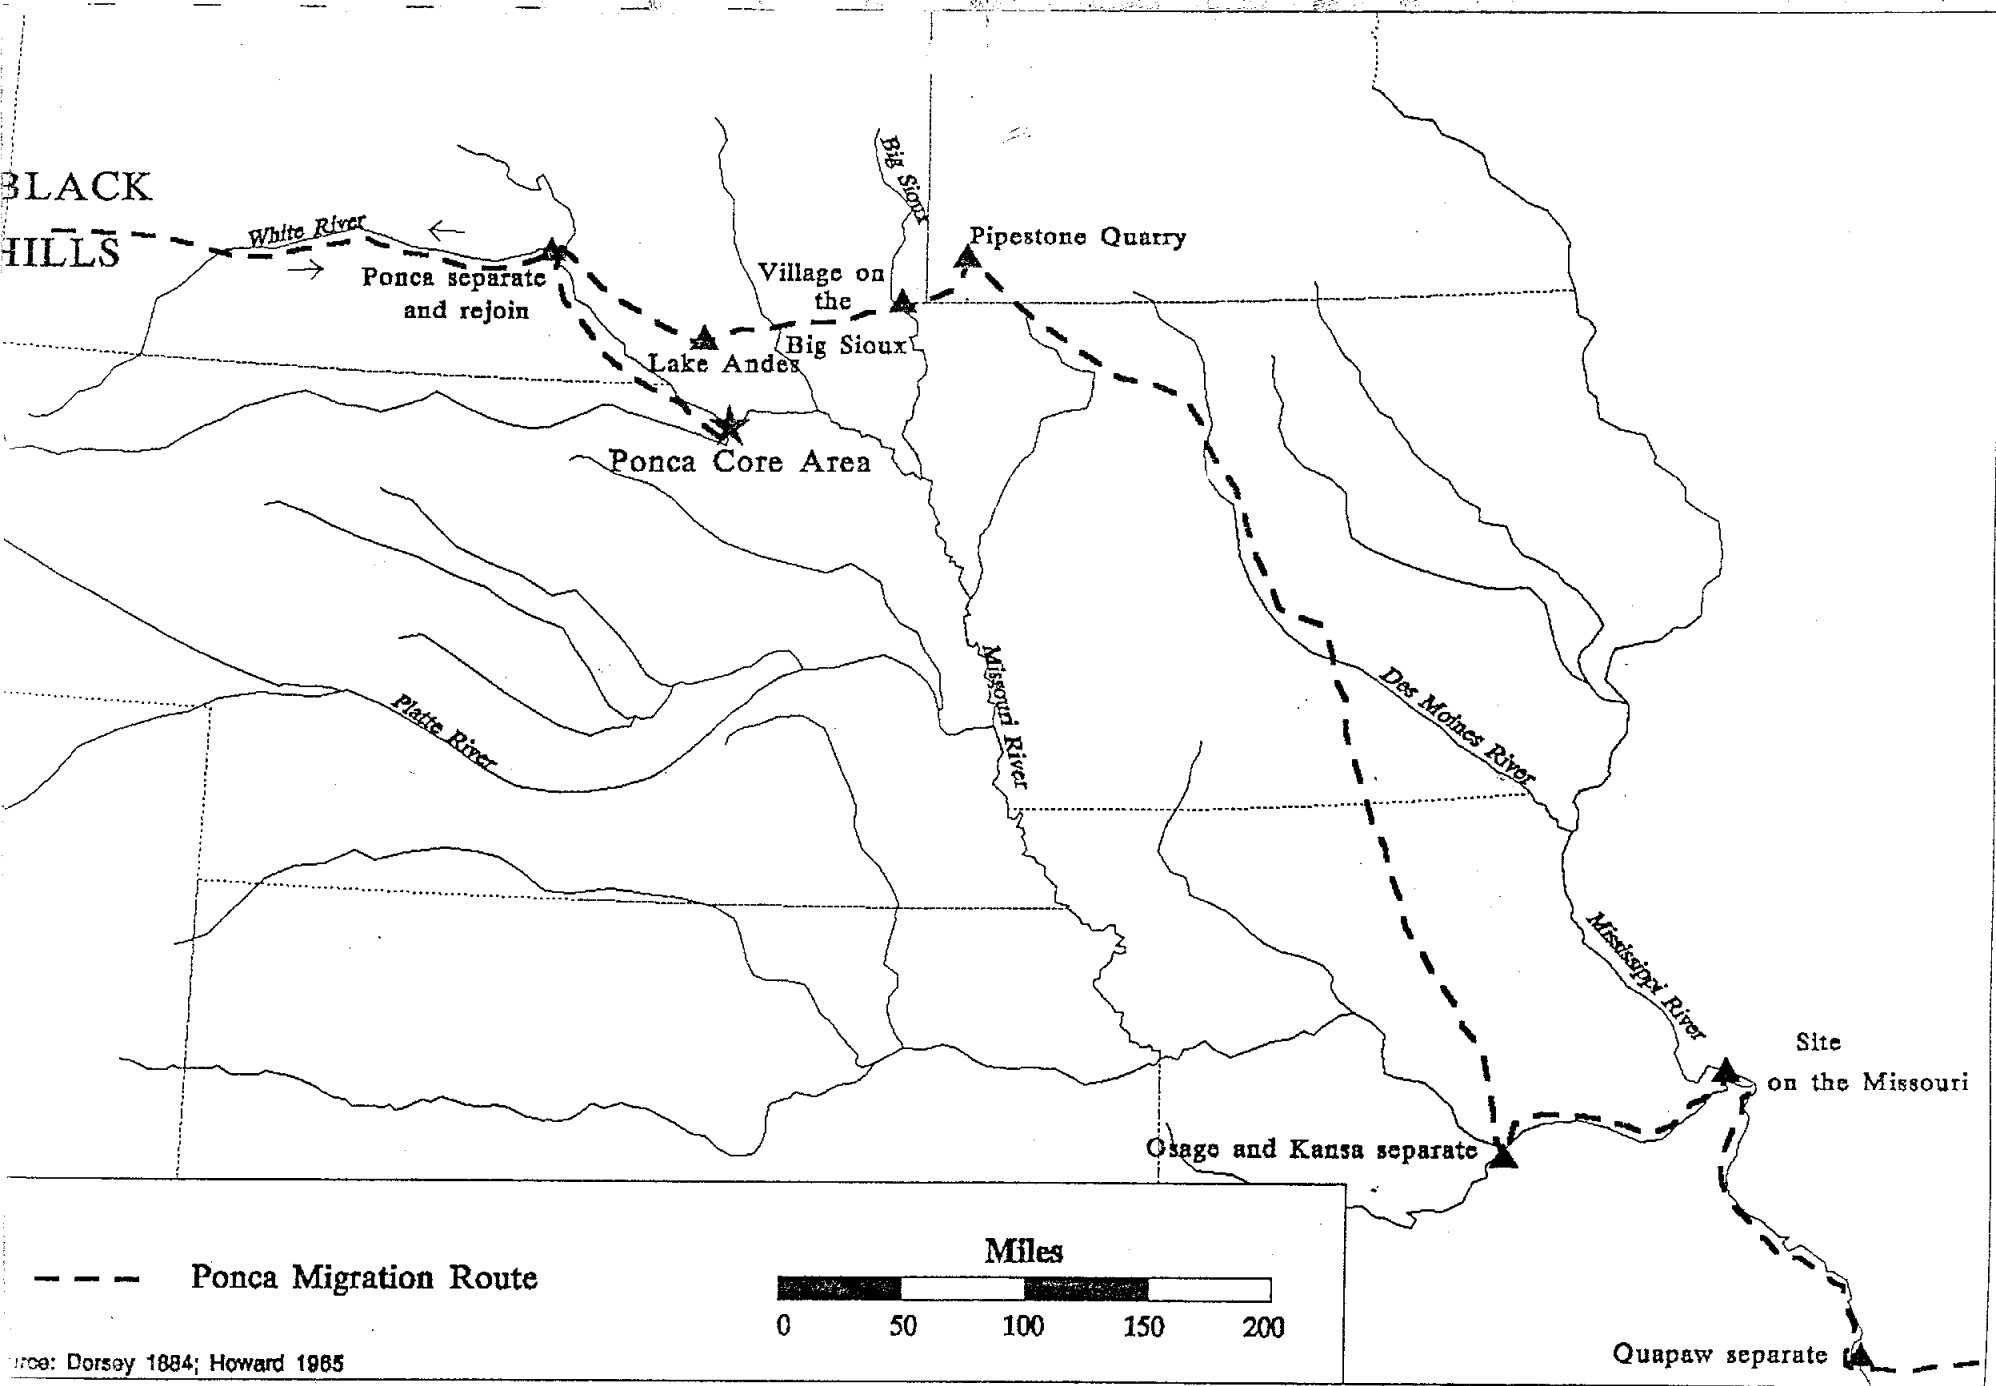 BLACK
HILLS
White River
Ponca separate
and rejoin
Big Sioux
Pipestone Quarry
Village on
the
Big Sioux
Lake Andes
Ponca Core Area
Platte River
Missouri River
Des Moines River
Mississippi River
Site
on the Missouri
Osage and Kansa separate
Quapaw separate
Ponca Migration Route
Miles
0 50 100 150 200
rce: Dorsey 1884; Howard 1965